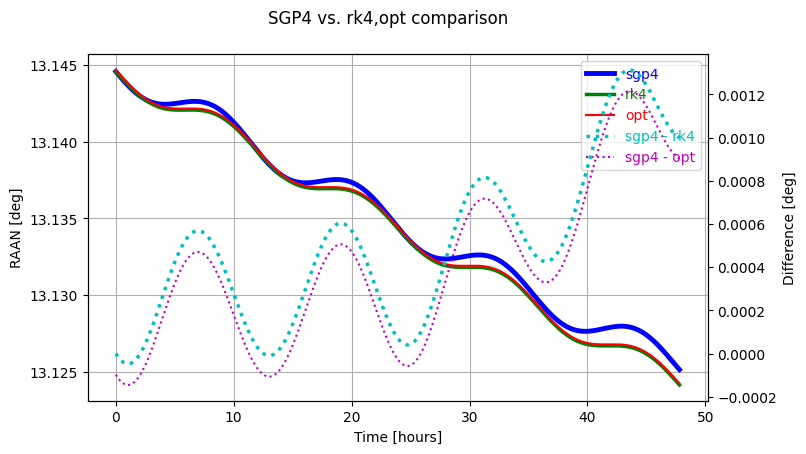 SGP4 vs. rk4,opt comparison
13.145
13.140
13.135
13.130
13.125
RAAN [deg]
0
10
20
30
40
50
Time [hours]
0.0012
0.0010
0.0008
0.0006
0.0004
0.0002
0.0000
−0.0002
Difference [deg]
sgp4
rk4
opt
sgp4 - rk4
sgp4 - opt